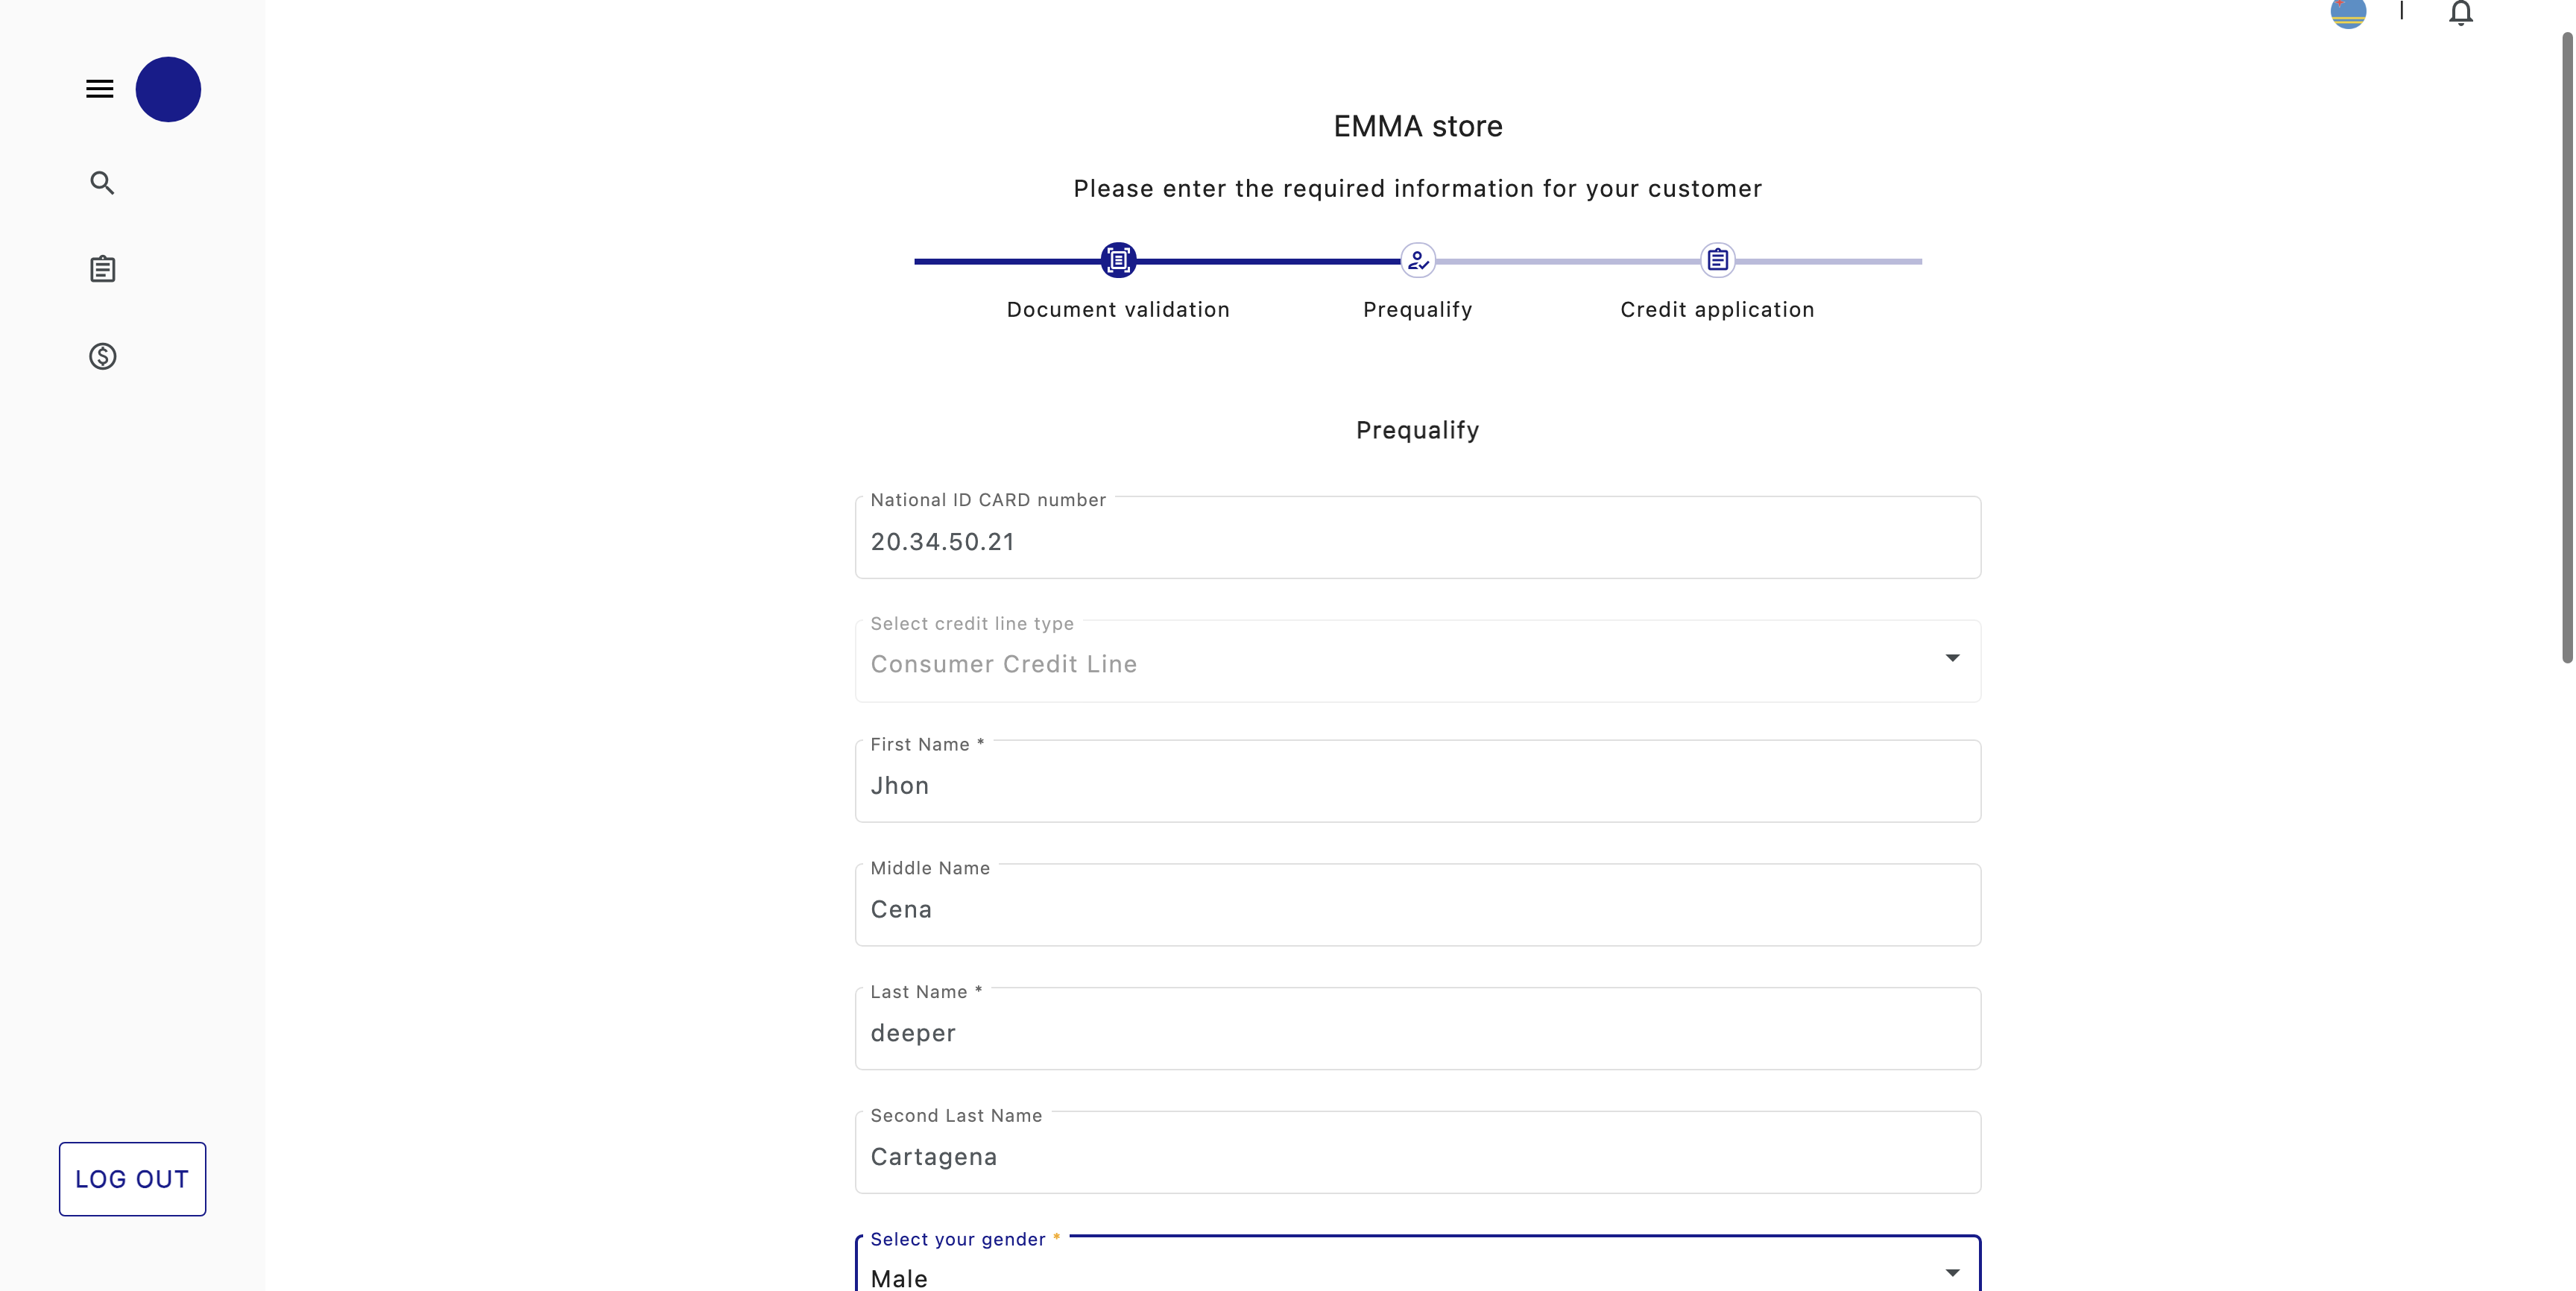 EMMA store
Please enter the required information for your customer
Document validation
Prequalify
Credit application
Prequalify
National ID CARD number
20.34.50.21
Select credit line type
Consumer Credit Line
First Name *
Jhon
Middle Name
Cena
Last Name *
deeper
Second Last Name
Cartagena
Select your gender *
Male
LOG OUT